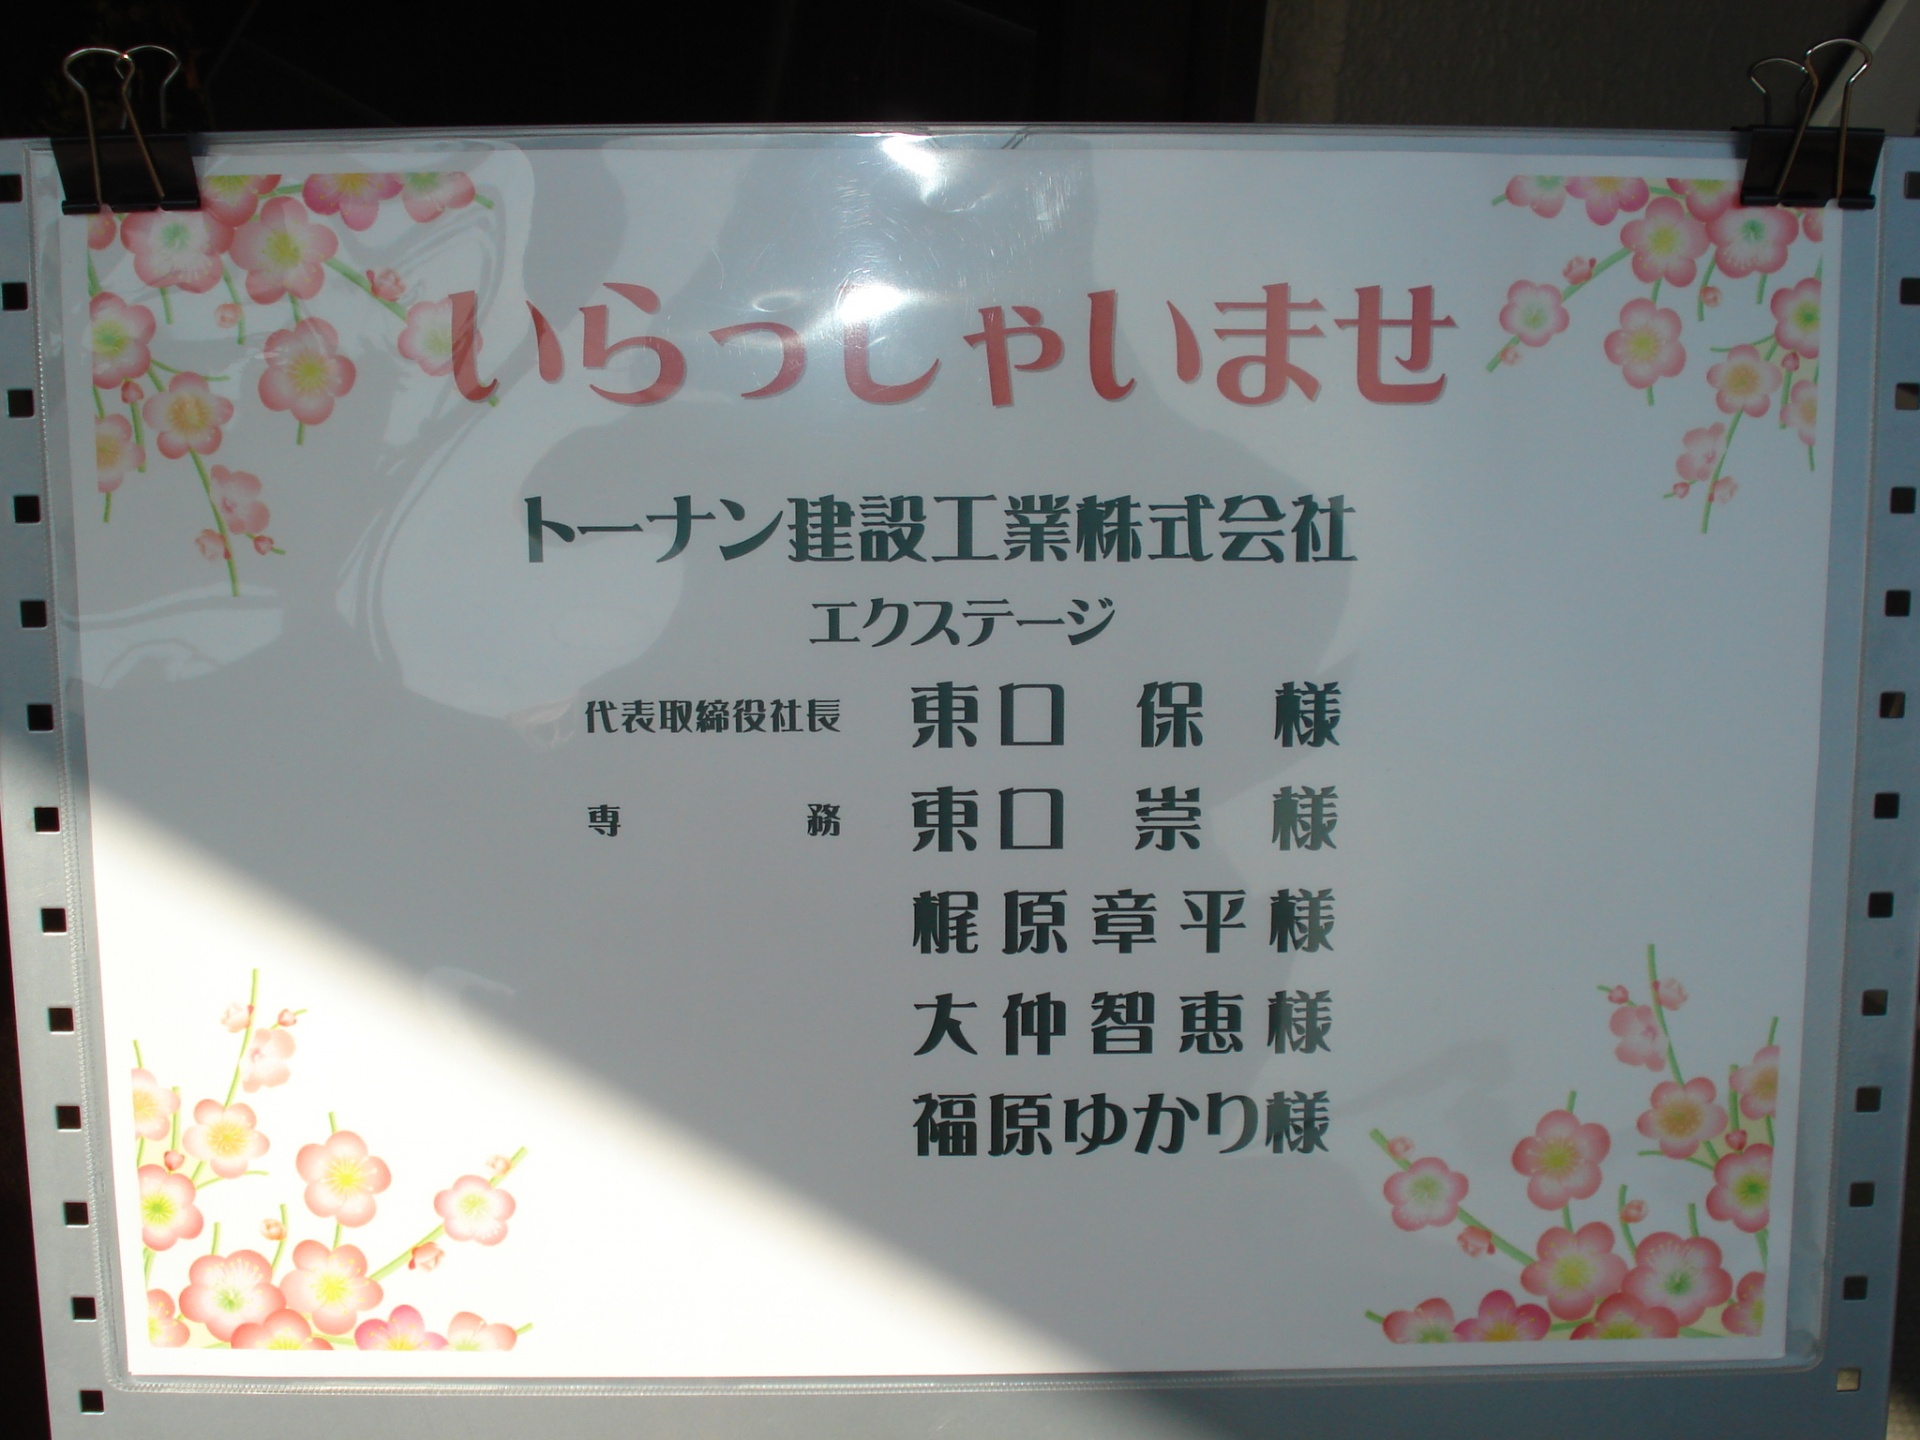 いらっしゃいませ
トーナン建設工業株式会社
エクステージ
代表取締役社長 東口 保 様
専務 東口 崇 様
梶原章平様
大仲智恵様
福原ゆかり様